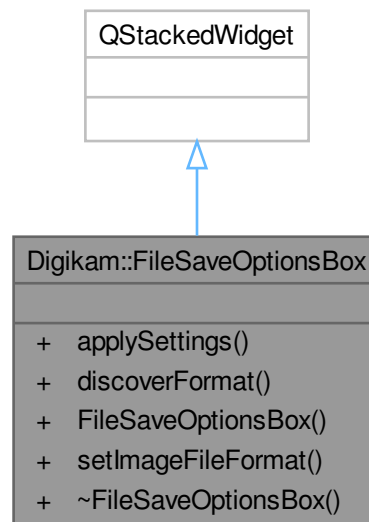 QStackedWidget
Digikam::FileSaveOptionsBox
+ applySettings()
+ discoverFormat()
+ FileSaveOptionsBox()
+ setImageFileFormat()
+ ~FileSaveOptionsBox()